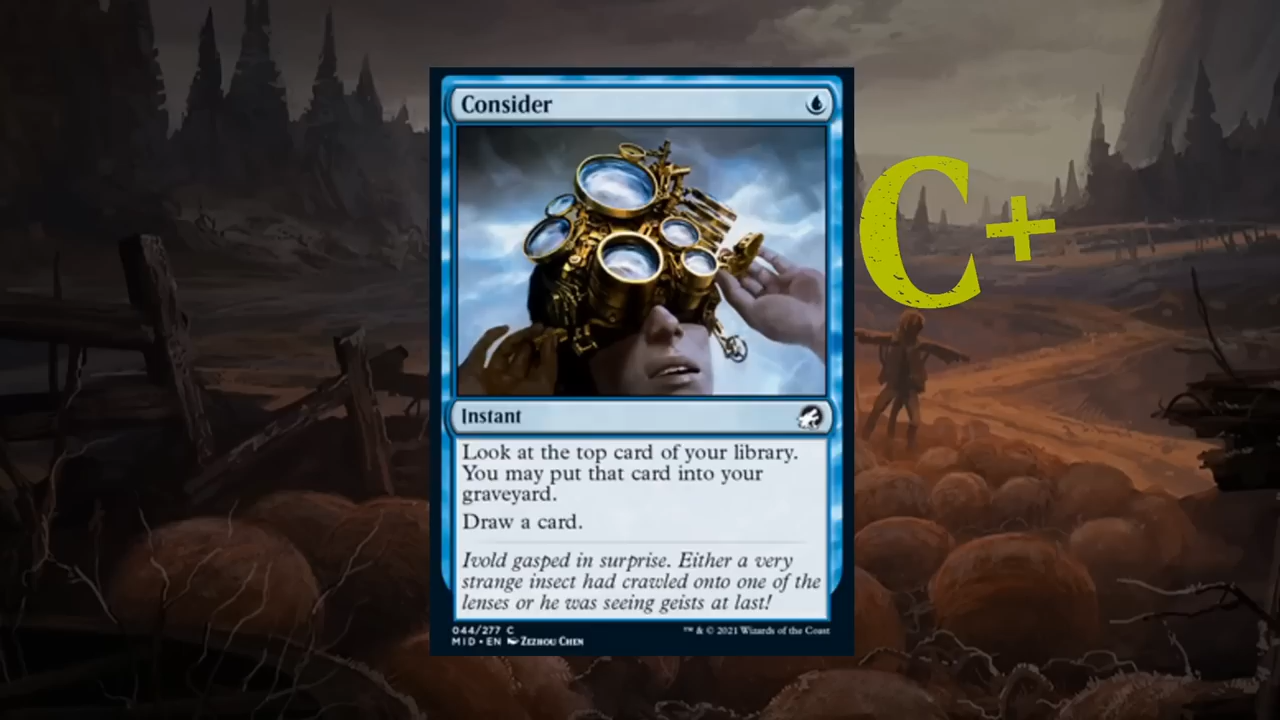 Consider
C+
Instant
Look at the top card of your library.
You may put that card into your
graveyard.
Draw a card.
Ivold gasped in surprise. Either a very
strange insect had crawled onto one of the
lenses or he was seeing geists at last!
044/277 C
MID • EN Zezhou Chen
™ & © 2021 Wizards of the Coast